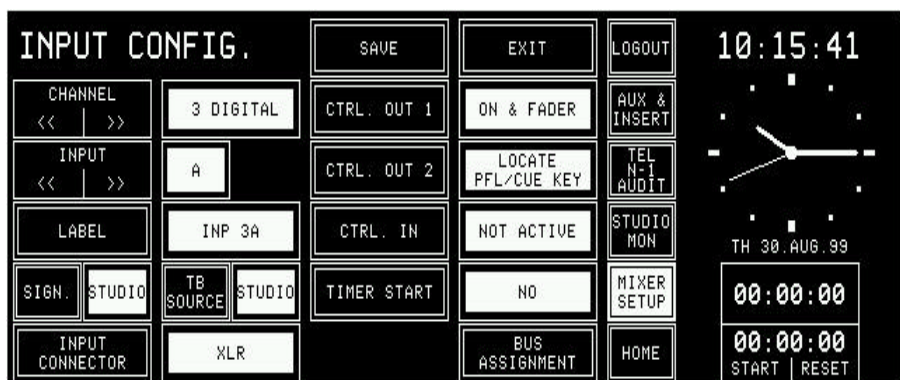 INPUT CONFIG.
SAVE
EXIT
LOGOUT
10:15:41
CHANNEL
<< >>
3 DIGITAL
CTRL. OUT 1
ON & FADER
AUX &
INSERT
INPUT
<< >>
A
CTRL. OUT 2
LOCATE
PFL/CUE KEY
TEL
N-1
AUDIT
LABEL
INP 3A
CTRL. IN
NOT ACTIVE
STUDIO
MON
TH 30.AUG.99
SIGN.
STUDIO
TB
SOURCE
STUDIO
TIMER START
NO
MIXER
SETUP
00:00:00
INPUT
CONNECTOR
XLR
BUS
ASSIGNMENT
HOME
00:00:00
START RESET